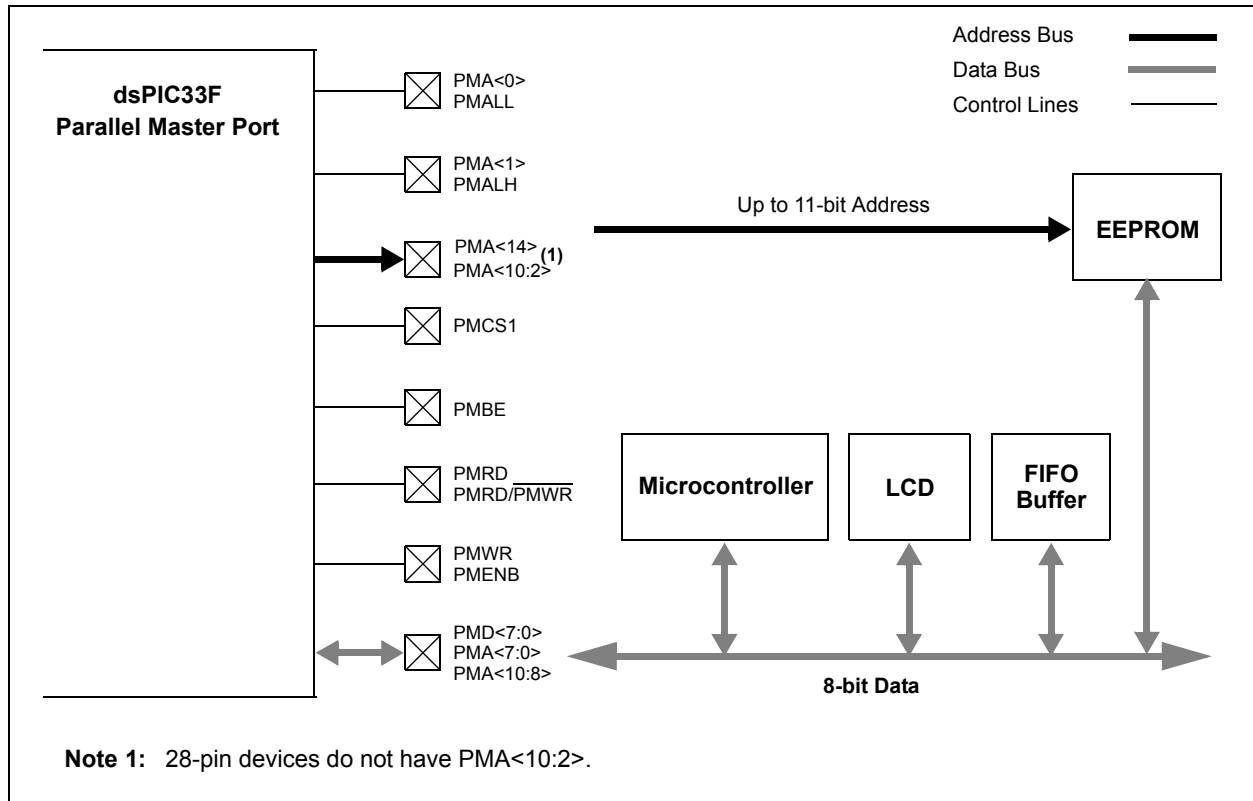 Address Bus
Data Bus
Control Lines
dsPIC33F
Parallel Master Port
PMA<0>
PMALL
PMA<1>
PMALH
PMA<14>(1)
PMA<10:2>
PMCS1
PMBE
PMRD
PMRD/PMWR
PMWR
PMENB
PMD<7:0>
PMA<7:0>
PMA<10:8>
Up to 11-bit Address
EEPROM
Microcontroller
LCD
FIFO
Buffer
8-bit Data
Note 1: 28-pin devices do not have PMA<10:2>.